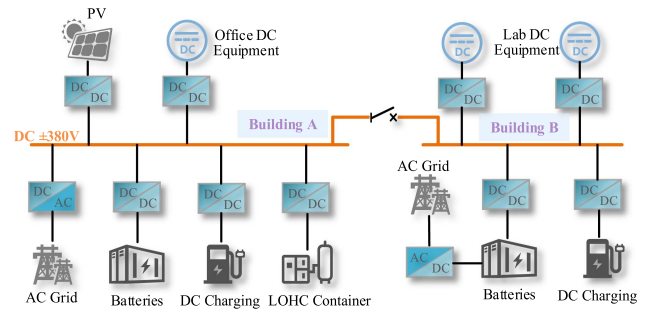 PV
DC
Office DC
Equipment
DC
Lab DC
Equipment
DC
DC
DC
DC
DC
DC
DC
DC
DC
DC ±380V
Building A
Building B
DC
AC
DC
DC
DC
DC
DC
DC
AC Grid
DC
DC
DC
DC
AC
DC
AC Grid
Batteries
DC Charging
LOHC Container
Batteries
DC Charging